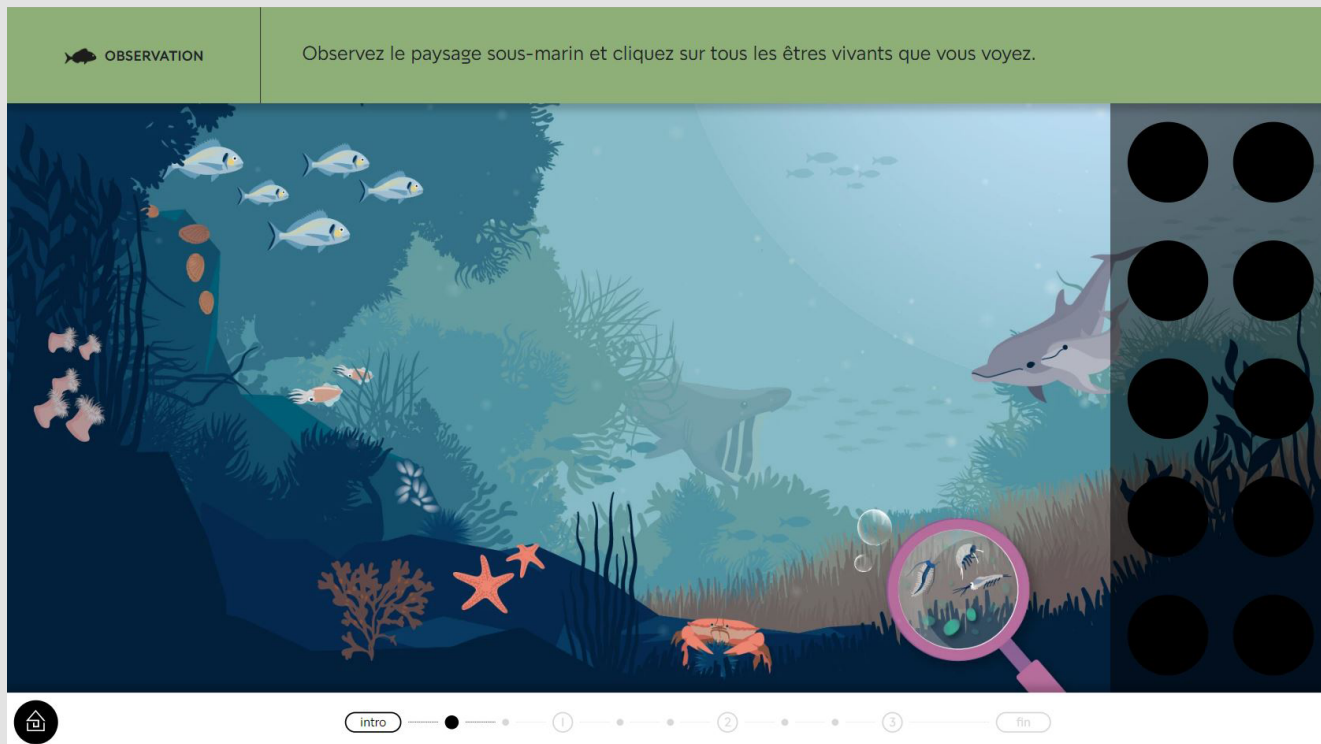 OBSERVATION
Observez le paysage sous-marin et cliquez sur tous les êtres vivants que vous voyez.
intro 1 2 3 fin